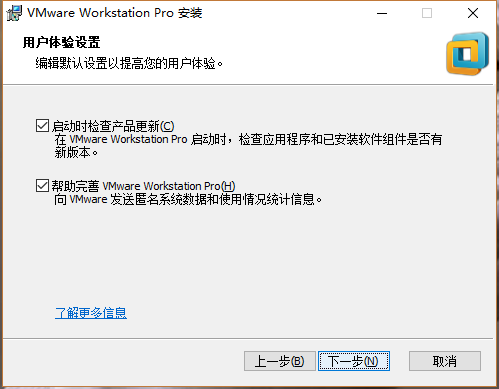 VMware Workstation Pro 安装
用户体验设置
编辑默认设置以提高您的用户体验。
启动时检查产品更新(C)
在 VMware Workstation Pro 启动时，检查应用程序和已安装软件组件是否有
新版本。
帮助完善 VMware Workstation Pro(H)
向 VMware 发送匿名系统数据和使用情况统计信息。
了解更多信息
上一步(B) 下一步(N) 取消